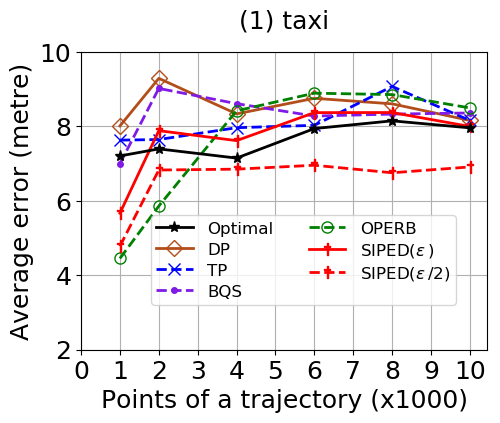 (1) taxi
Average error (metre)
10
8
6
4
2
Optimal
DP
TP
BQS
OPERB
SIPED(ε )
SIPED(ε /2)
0 1 2 3 4 5 6 7 8 9 10
Points of a trajectory (x1000)